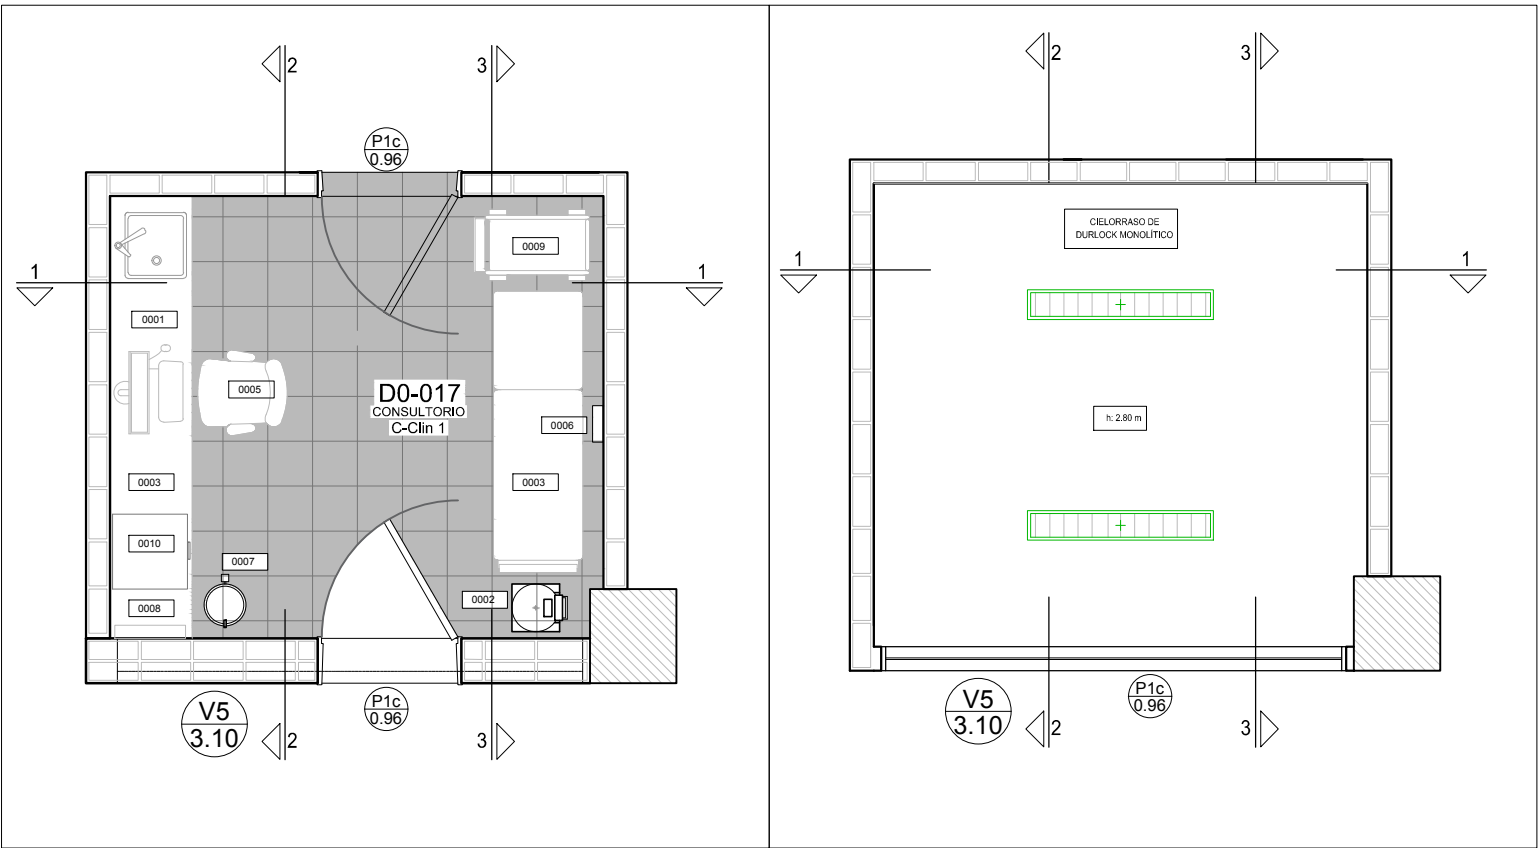 2
3
P1c
0.96
1
1
0009
0001
0005
D0-017
CONSULTORIO
C-Clin 1
0006
0003
0003
0010
0007
0008
0002
V5
3.10
P1c
0.96
2
3
2
3
CIELORRASO DE
DURLOCK MONOLÍTICO
1
1
h: 2.80 m
V5
3.10
P1c
0.96
2
3